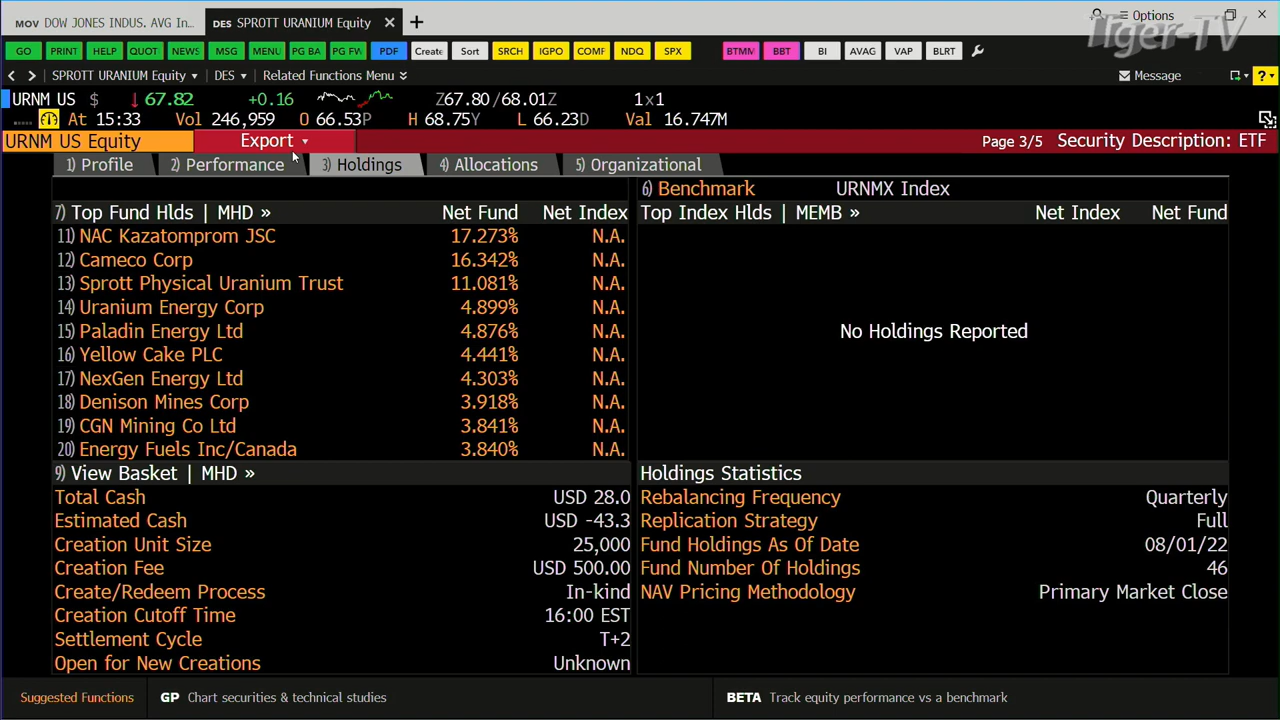 MOV DOW JONES INDUS. AVG In... DES SPROTT URANIUM Equity × +
Options
Tiger-TV
GO PRINT HELP QUOT NEWS MSG MENU PG BA PG FW PDF Create Sort SRCH IGPO COMF NDQ SPX BTMN BBT BI AVAG VAP BLRT
< > SPROTT URANIUM Equity DES Related Functions Menu Message ?
URNM US $ ↓67.82 +0.16 Z67.80/68.01Z 1x1
At 15:33 Vol 246,959 O 66.53P H 68.75Y L 66.23D Val 16.747M
URNM US Equity Export Page 3/5 Security Description: ETF
1) Profile 2) Performance 3) Holdings 4) Allocations 5) Organizational
6) Benchmark URNMX Index
7) Top Fund Hlds | MHD » Net Fund Net Index Top Index Hlds | MEMB » Net Index Net Fund
11) NAC Kazatomprom JSC 17.273% N.A.
12) Cameco Corp 16.342% N.A.
13) Sprott Physical Uranium Trust 11.081% N.A.
14) Uranium Energy Corp 4.899% N.A.
15) Paladin Energy Ltd 4.876% N.A. No Holdings Reported
16) Yellow Cake PLC 4.441% N.A.
17) NexGen Energy Ltd 4.303% N.A.
18) Denison Mines Corp 3.918% N.A.
19) CGN Mining Co Ltd 3.841% N.A.
20) Energy Fuels Inc/Canada 3.840% N.A.
9) View Basket | MHD » Holdings Statistics
Total Cash USD 28.0 Rebalancing Frequency Quarterly
Estimated Cash USD -43.3 Replication Strategy Full
Creation Unit Size 25,000 Fund Holdings As Of Date 08/01/22
Creation Fee USD 500.00 Fund Number Of Holdings 46
Create/Redeem Process In-kind NAV Pricing Methodology Primary Market Close
Creation Cutoff Time 16:00 EST
Settlement Cycle T+2
Open for New Creations Unknown
Suggested Functions GP Chart securities & technical studies BETA Track equity performance vs a benchmark